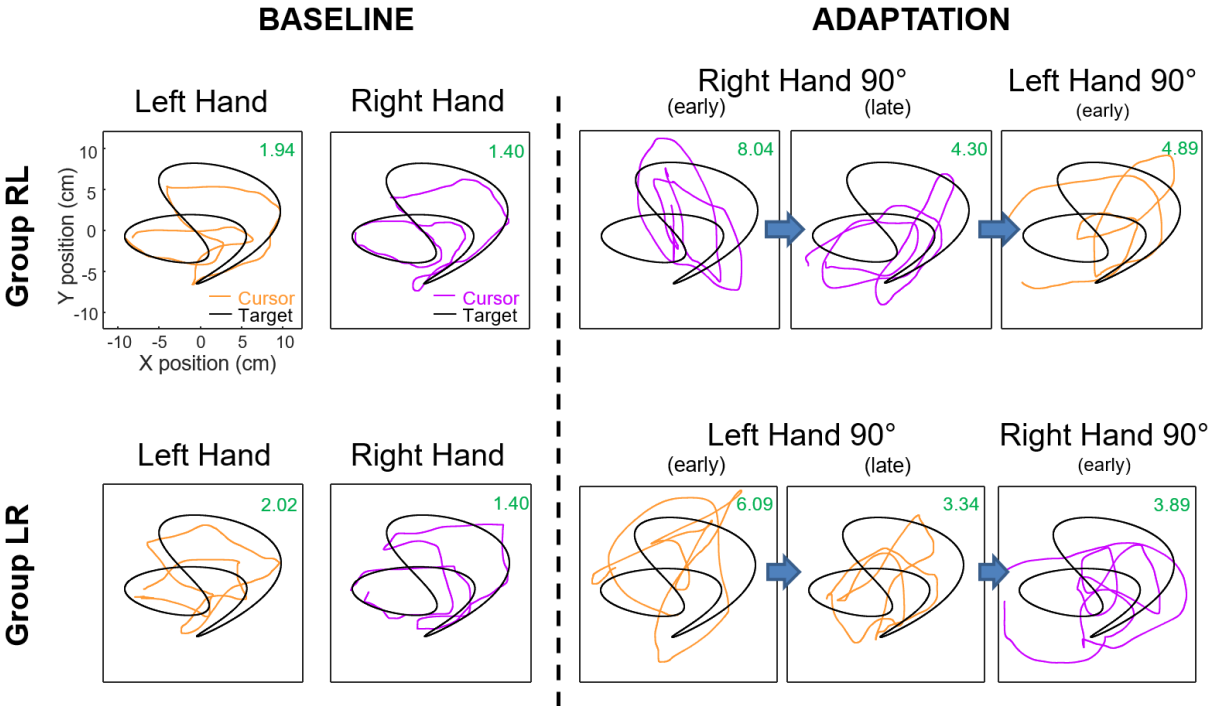 BASELINE
ADAPTATION
Group RL
Left Hand
Right Hand
Right Hand 90°
(early)
(late)
Left Hand 90°
(early)
1.94
1.40
8.04
4.30
4.89
Y position (cm)
10
5
0
-5
-10
Cursor
Target
Cursor
Target
-10 -5 0 5 10
X position (cm)
Group LR
Left Hand
Right Hand
Left Hand 90°
(early)
(late)
Right Hand 90°
(early)
2.02
1.40
6.09
3.34
3.89